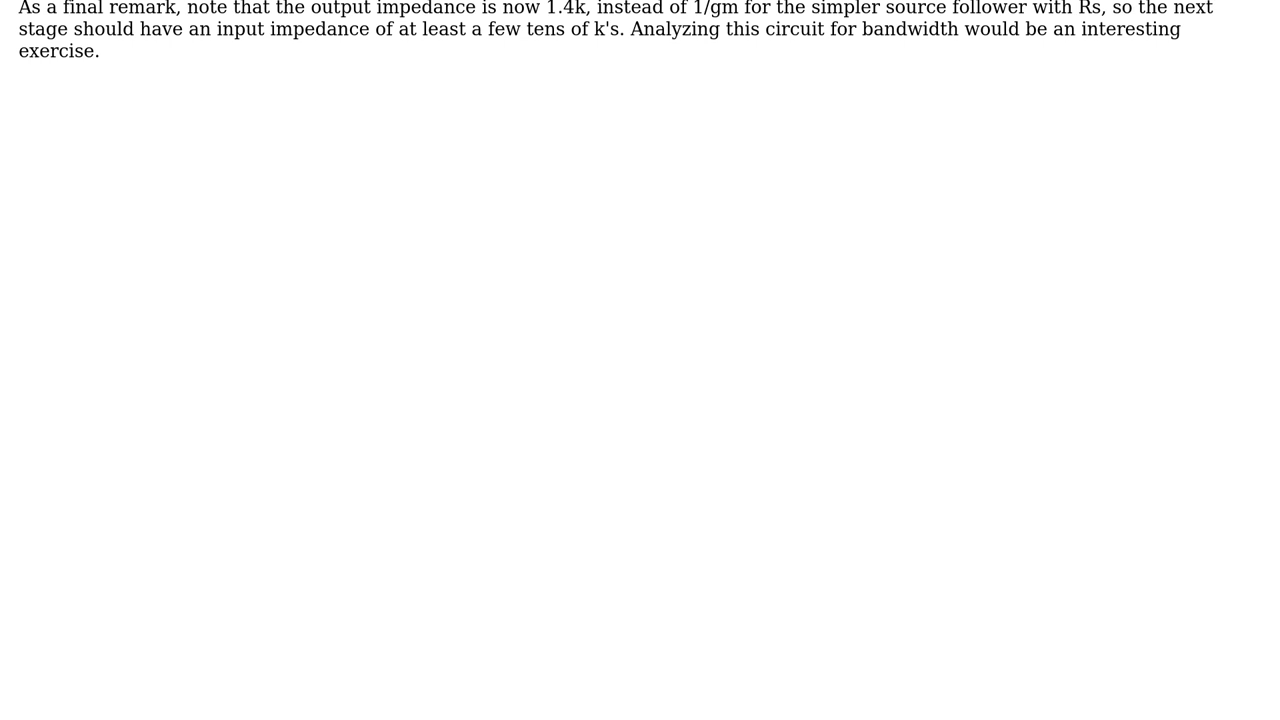 As a final remark, note that the output impedance is now 1.4k, instead of 1/gm for the simpler source follower with Rs, so the next
stage should have an input impedance of at least a few tens of k's. Analyzing this circuit for bandwidth would be an interesting
exercise.